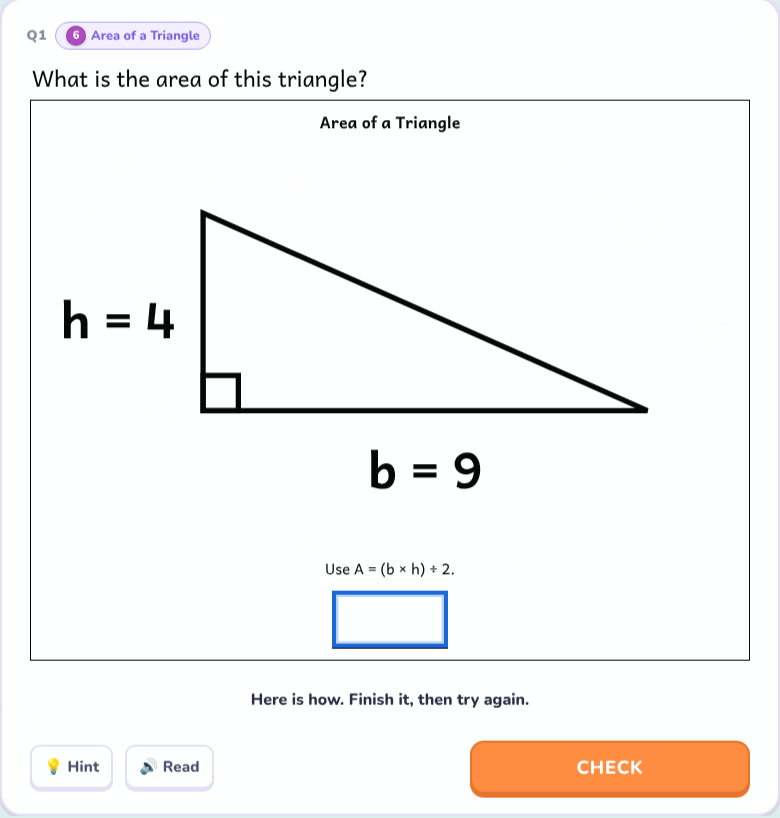 Q1 6 Area of a Triangle
What is the area of this triangle?
Area of a Triangle
h = 4
b = 9
Use A = (b × h) ÷ 2.
Here is how. Finish it, then try again.
💡 Hint 🔊 Read CHECK